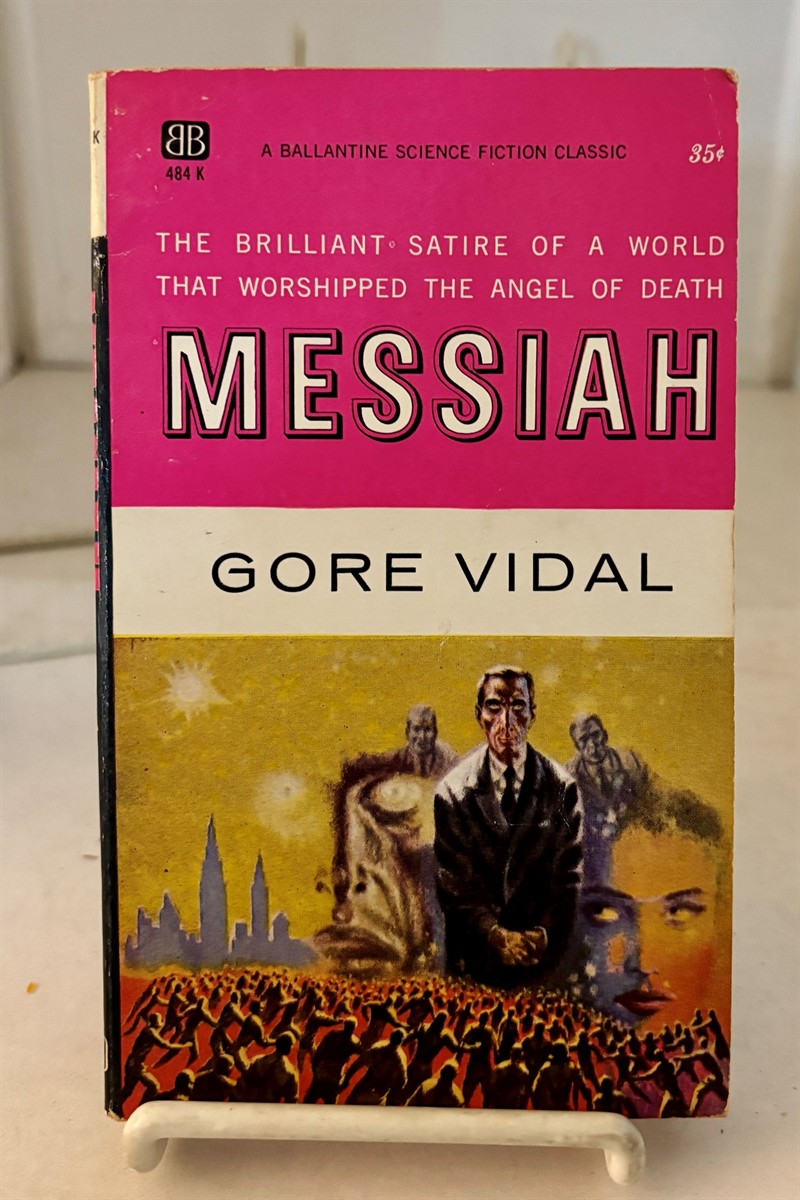 K
BB
484 K
A BALLANTINE SCIENCE FICTION CLASSIC
35¢
THE BRILLIANT SATIRE OF A WORLD
THAT WORSHIPPED THE ANGEL OF DEATH
MESSIAH
GORE VIDAL